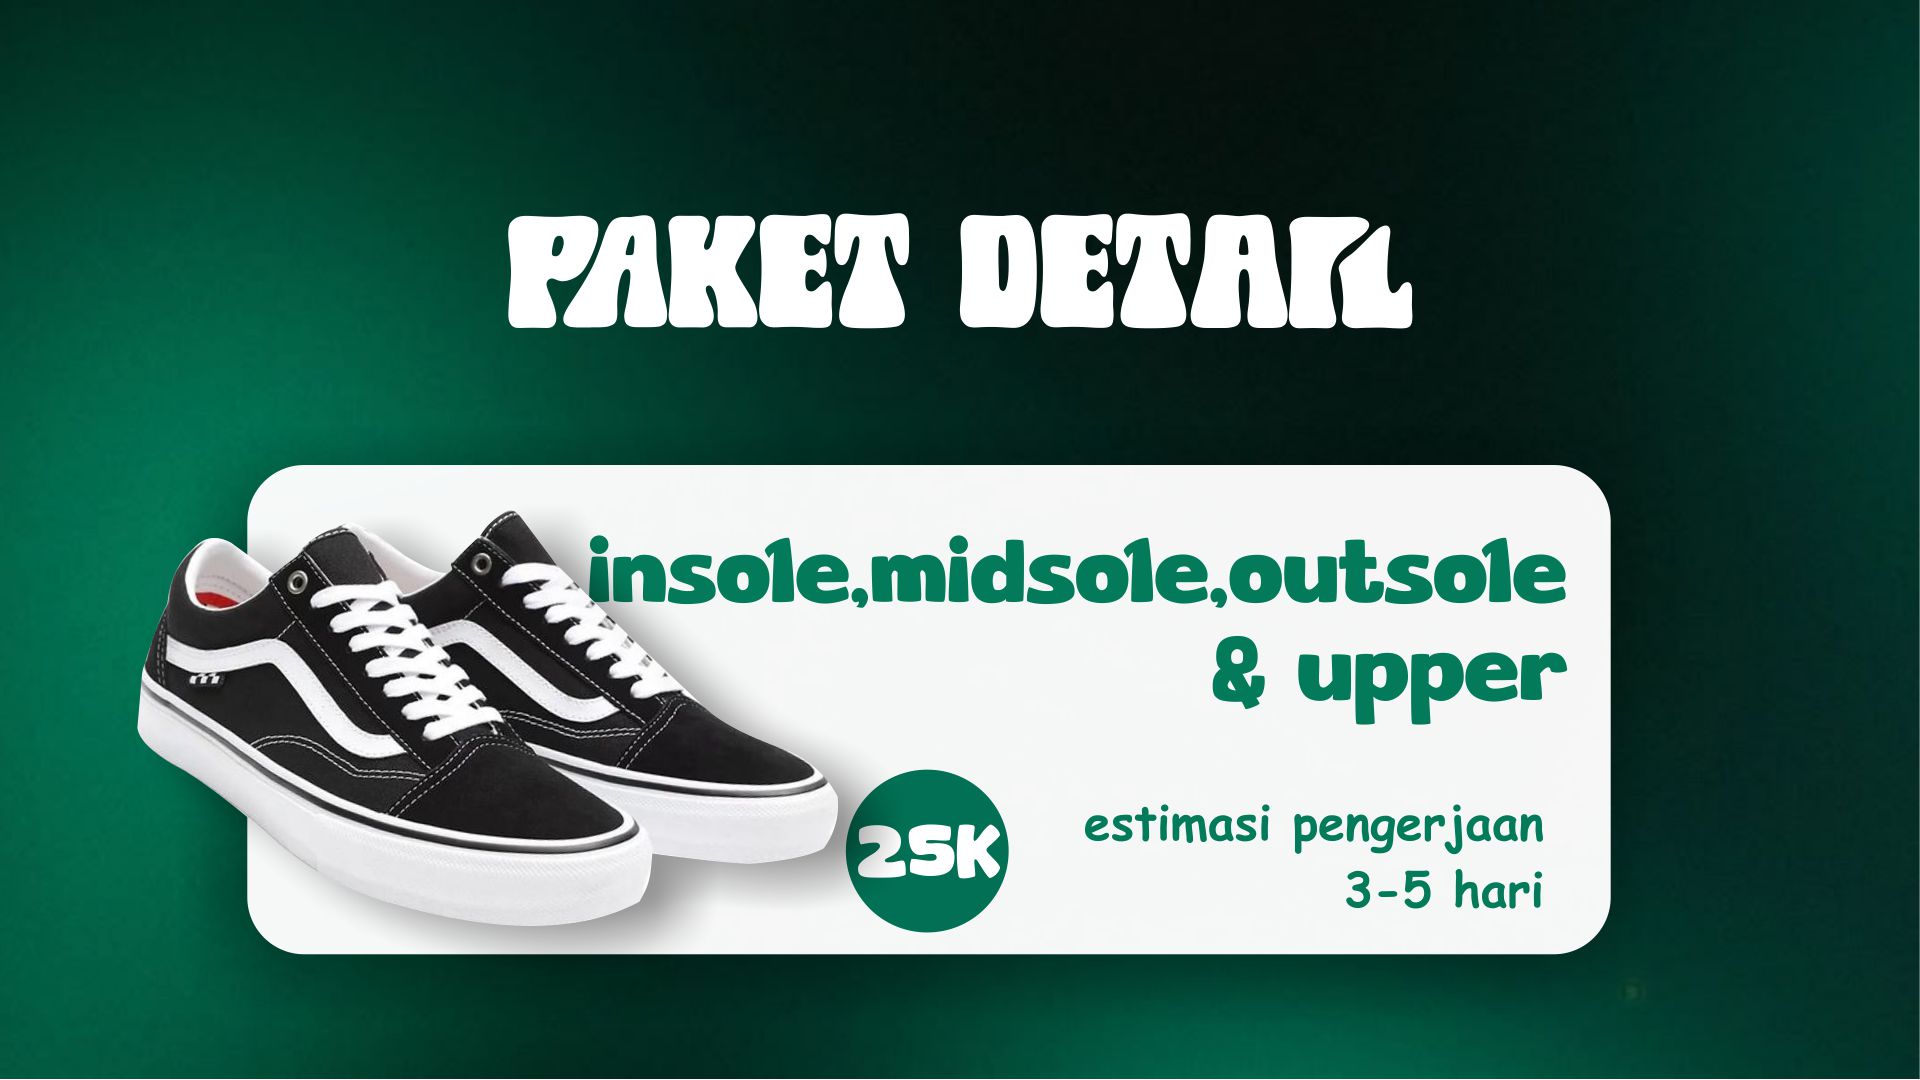 PAKET DETAIL
insole,midsole,outsole
& upper
25K
estimasi pengerjaan
3-5 hari